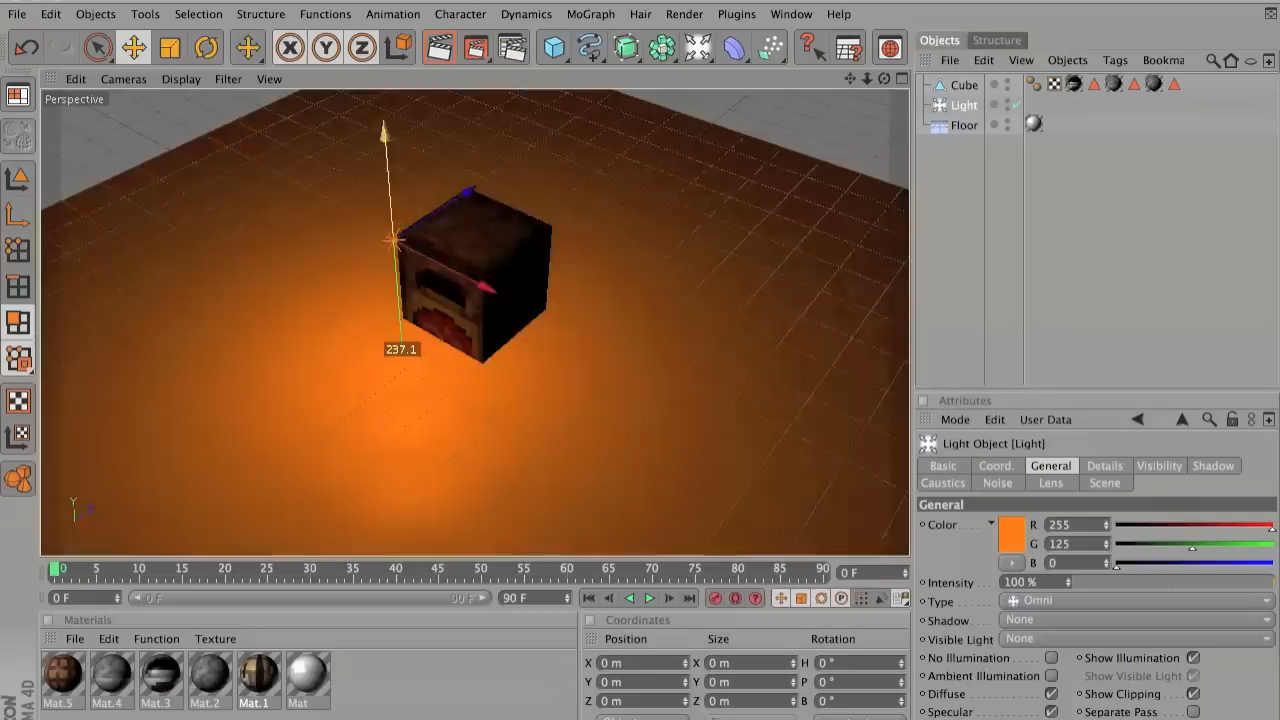 File Edit Objects Tools Selection Structure Functions Animation Character Dynamics MoGraph Hair Render Plugins Window Help
X Y Z
Objects Structure
File Edit View Objects Tags Bookma
Edit Cameras Display Filter View
Perspective
Cube
Light
Floor
237.1
Y
Attributes
Mode Edit User Data
Light Object [Light]
Basic Coord. General Details Visibility Shadow
Caustics Noise Lens Scene
General
Color R 255
G 125
B 0
Intensity 100 %
Type Omni
Shadow None
Visible Light None
No Illumination Show Illumination
Ambient Illumination Show Visible Light
Diffuse Show Clipping
Specular Separate Pass
0 5 10 15 20 25 30 35 40 45 50 55 60 65 70 75 80 85 90 0 F
0 F 0 F 90 F 90 F
Materials
File Edit Function Texture
Mat.5 Mat.4 Mat.3 Mat.2 Mat.1 Mat
Coordinates
Position Size Rotation
X 0 m X 0 m H 0 °
Y 0 m Y 0 m P 0 °
Z 0 m Z 0 m B 0 °